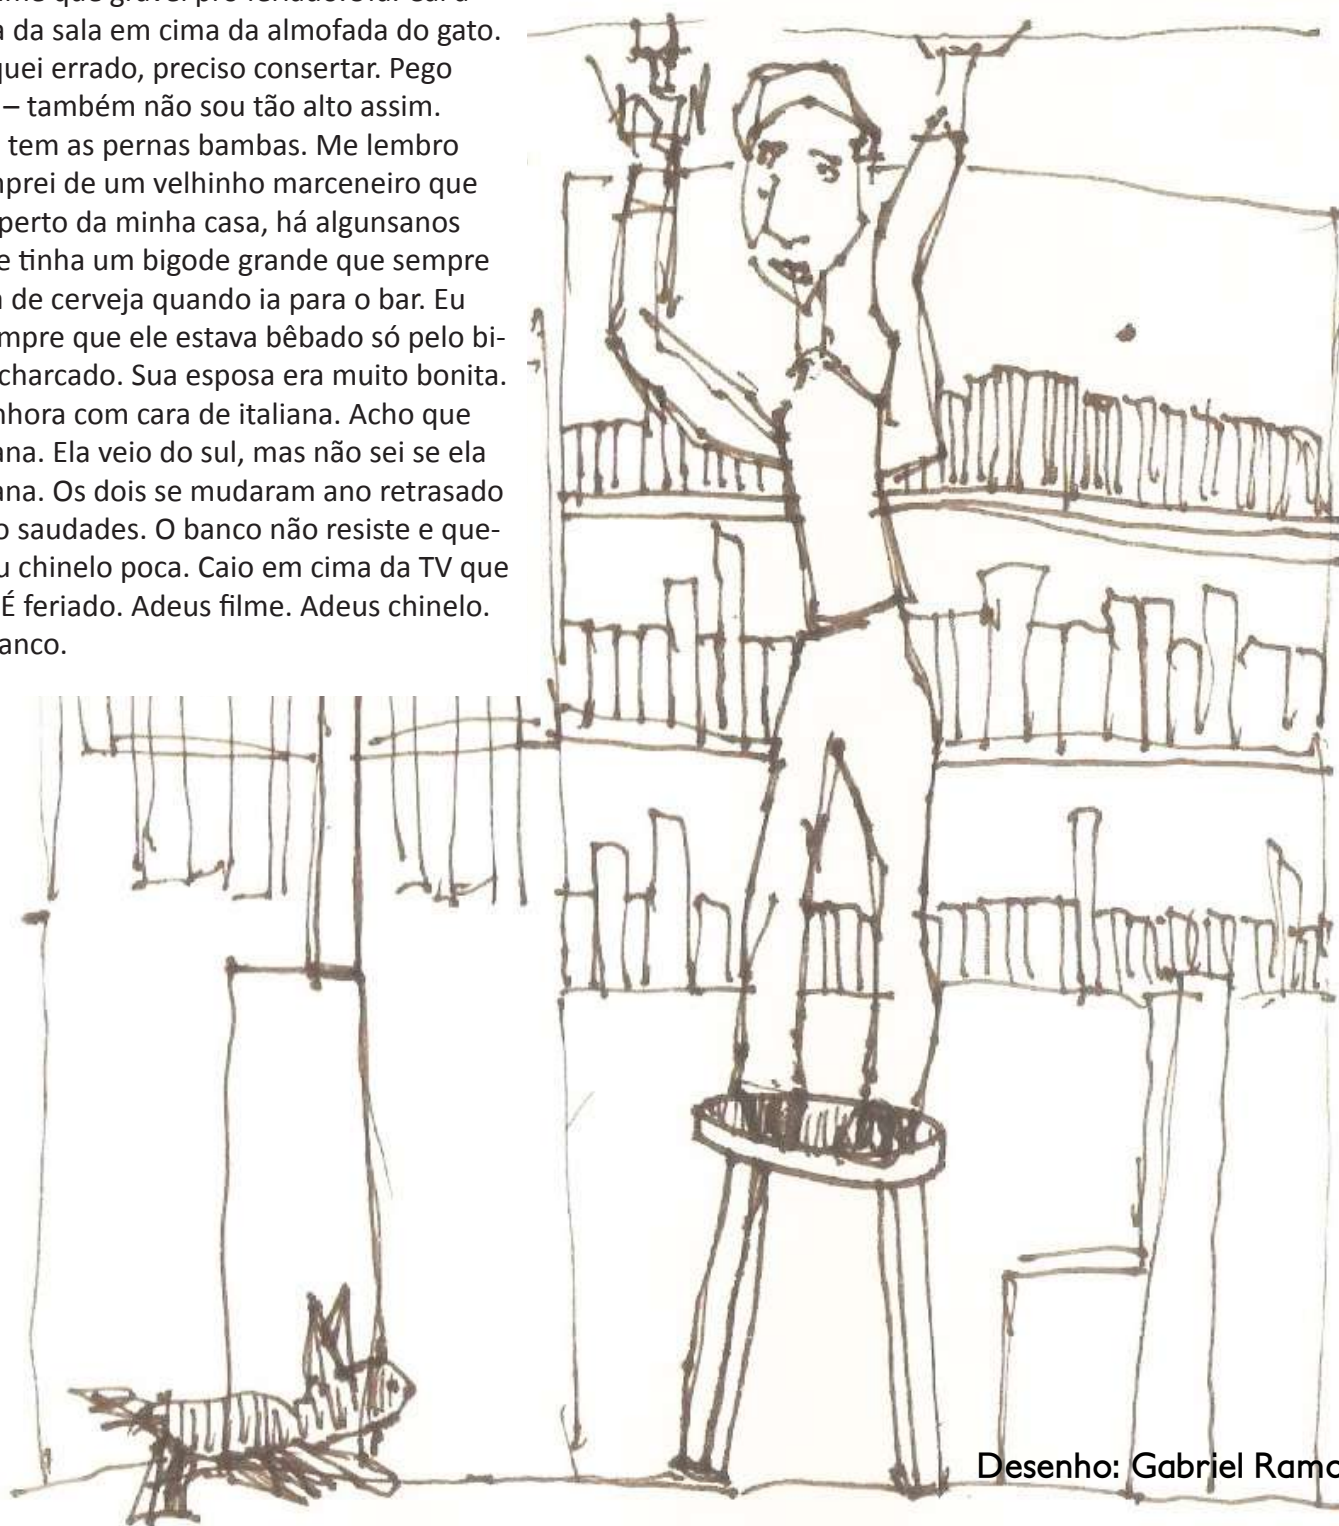 da sala em cima da almofada do gato.
quei errado, preciso consertar. Pego
– também não sou tão alto assim.
tem as pernas bambas. Me lembro
mprei de um velhinho marceneiro que
perto da minha casa, há algunsanos
e tinha um bigode grande que sempre
de cerveja quando ia para o bar. Eu
mpre que ele estava bêbado só pelo bi-
charcado. Sua esposa era muito bonita.
nhora com cara de italiana. Acho que
ana. Ela veio do sul, mas não sei se ela
ana. Os dois se mudaram ano retrasado
o saudades. O banco não resiste e que-
u chinelo poca. Caio em cima da TV que
É feriado. Adeus filme. Adeus chinelo.
anco.
Desenho: Gabriel Ramo